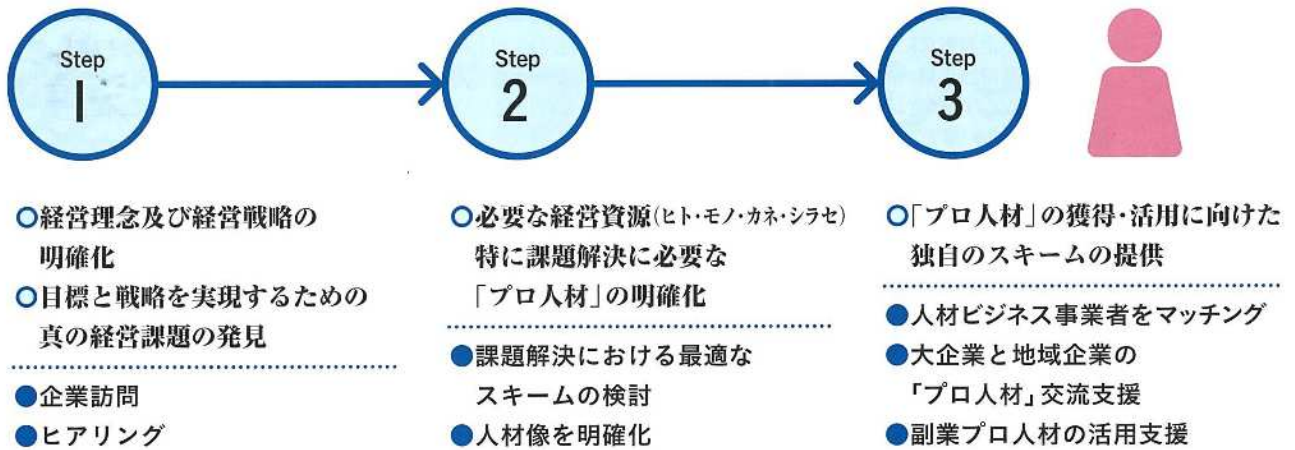 Step
1
Step
2
Step
3
○経営理念及び経営戦略の
明確化
○目標と戦略を実現するための
真の経営課題の発見
●企業訪問
●ヒアリング
○必要な経営資源(ヒト・モノ・カネ・シラセ)
特に課題解決に必要な
「プロ人材」の明確化
●課題解決における最適な
スキームの検討
●人材像を明確化
○「プロ人材」の獲得・活用に向けた
独自のスキームの提供
●人材ビジネス事業者をマッチング
●大企業と地域企業の
「プロ人材」交流支援
●副業プロ人材の活用支援